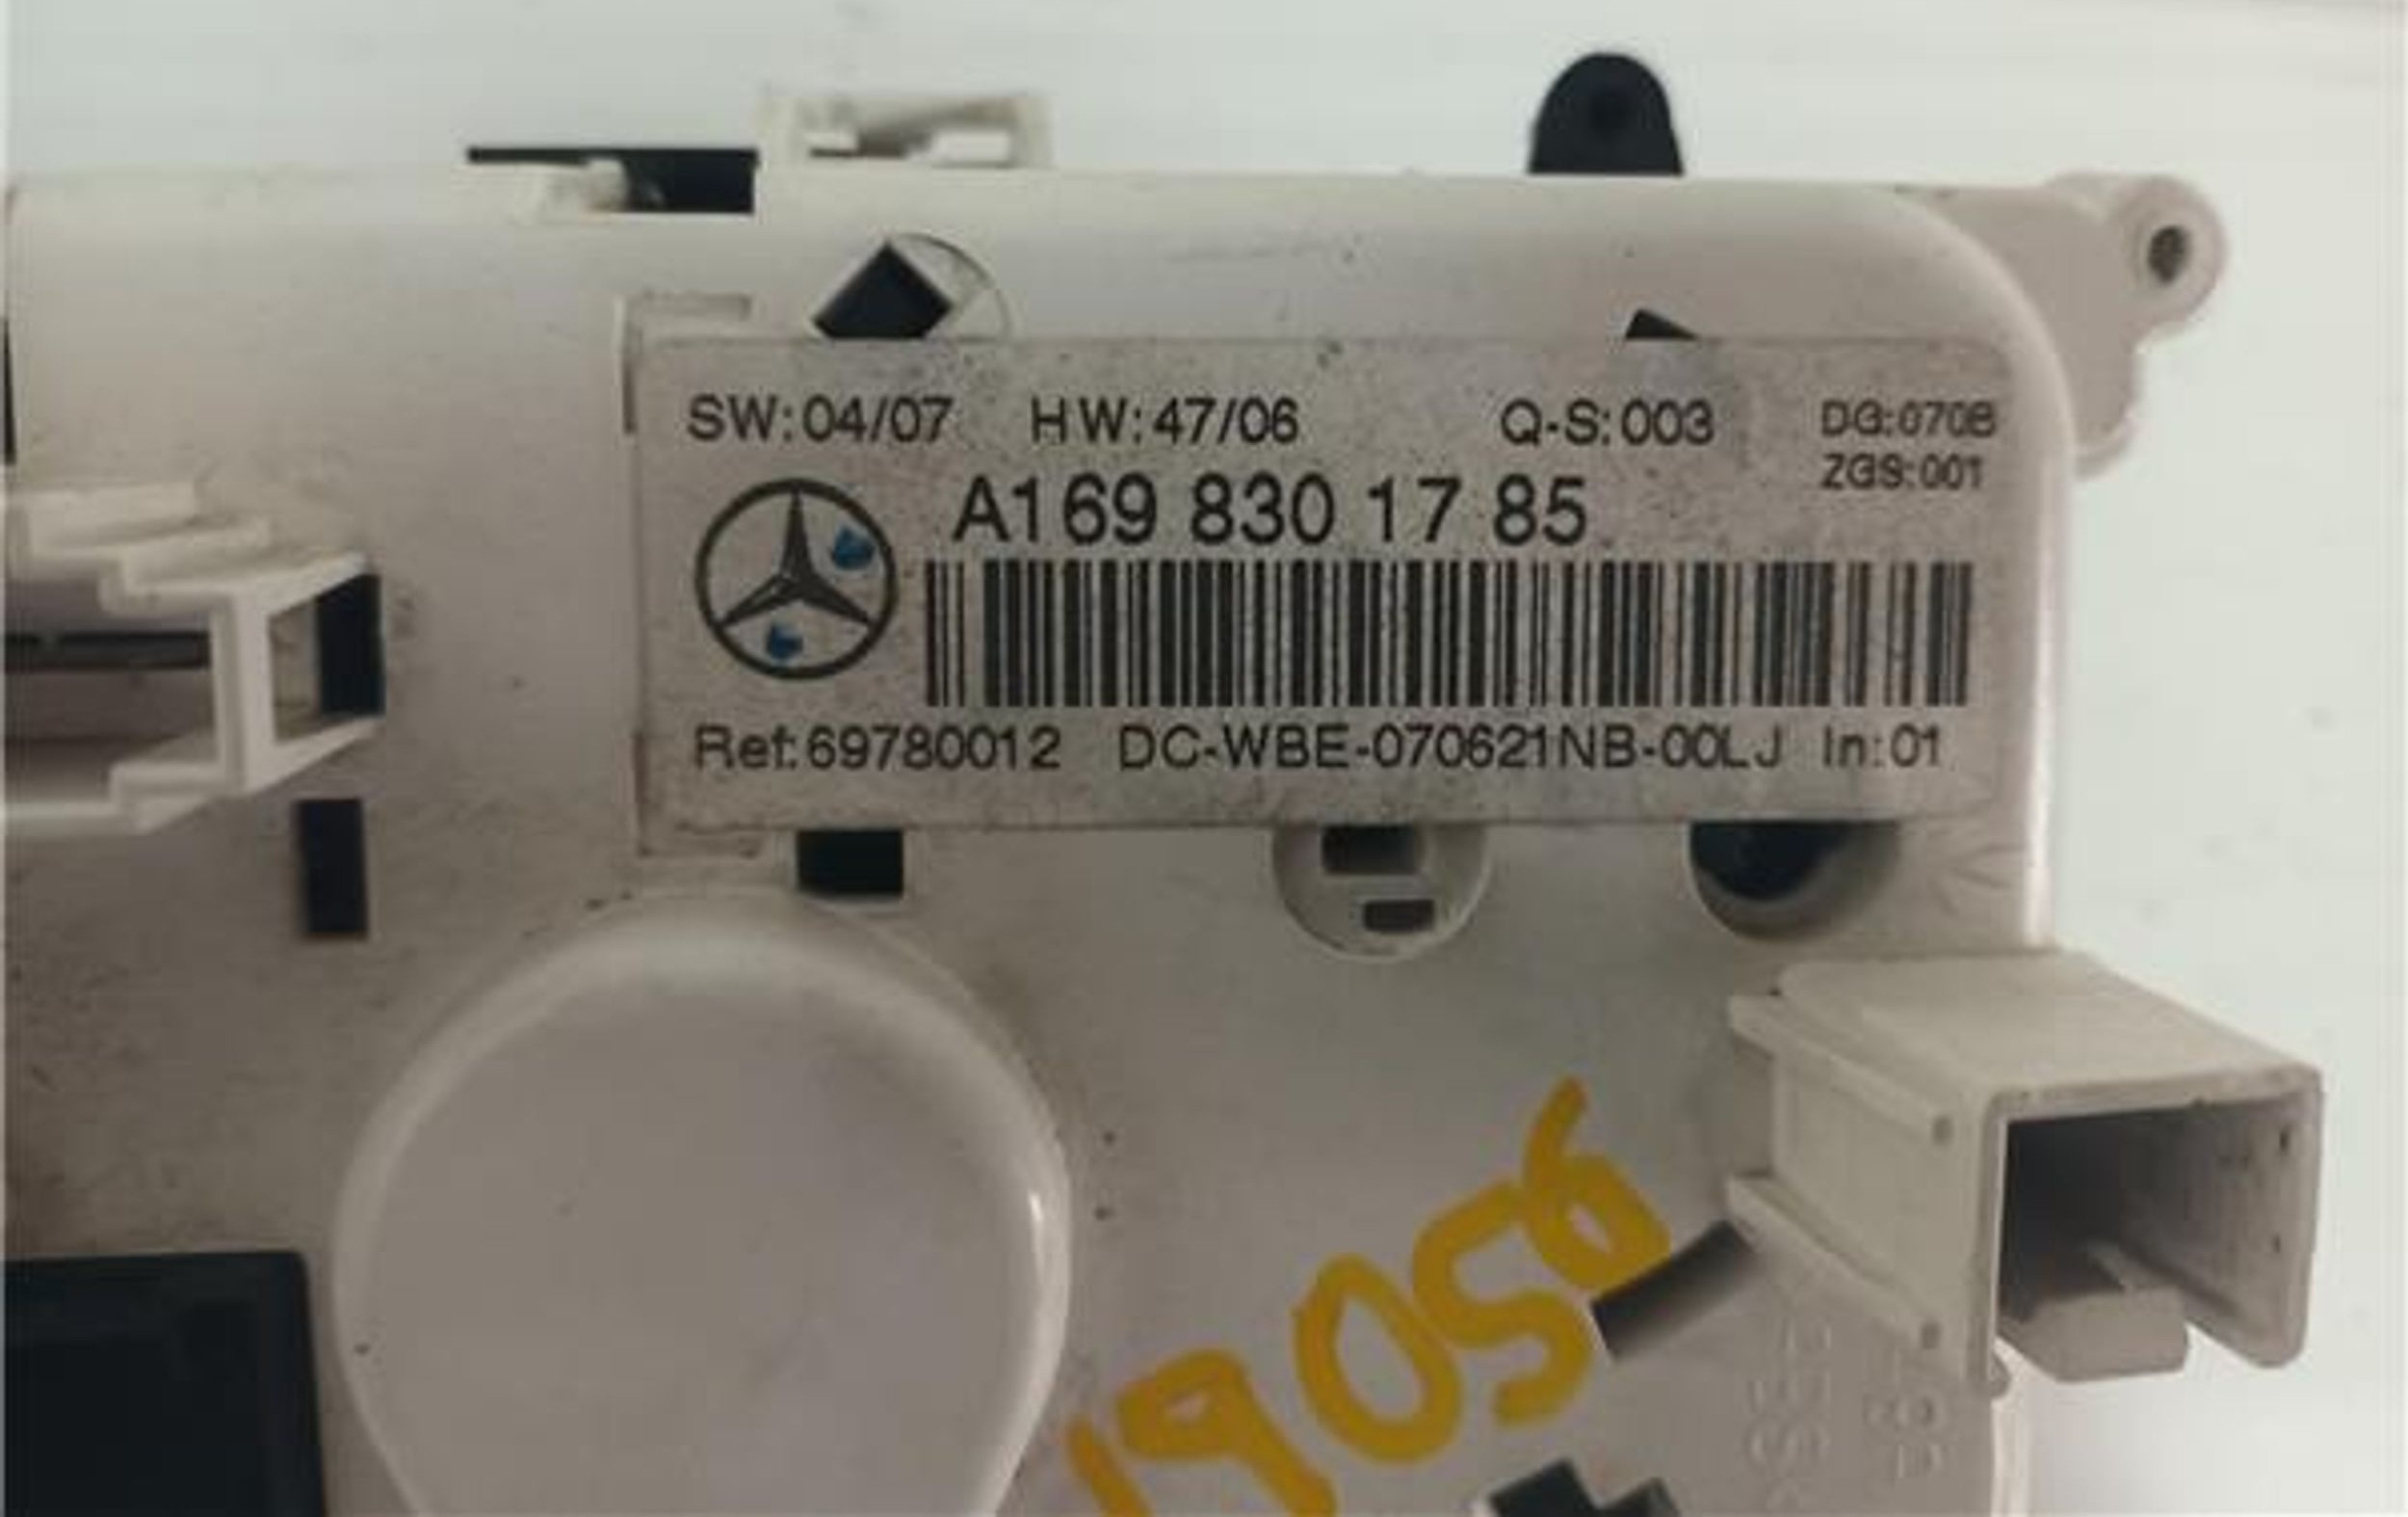 SW:04/07 HW:47/06 Q-S:003 DG:070B
ZGS:001
A169 830 17 85
Ref:69780012 DC-WBE-070621NB-00LJ In:01
19056